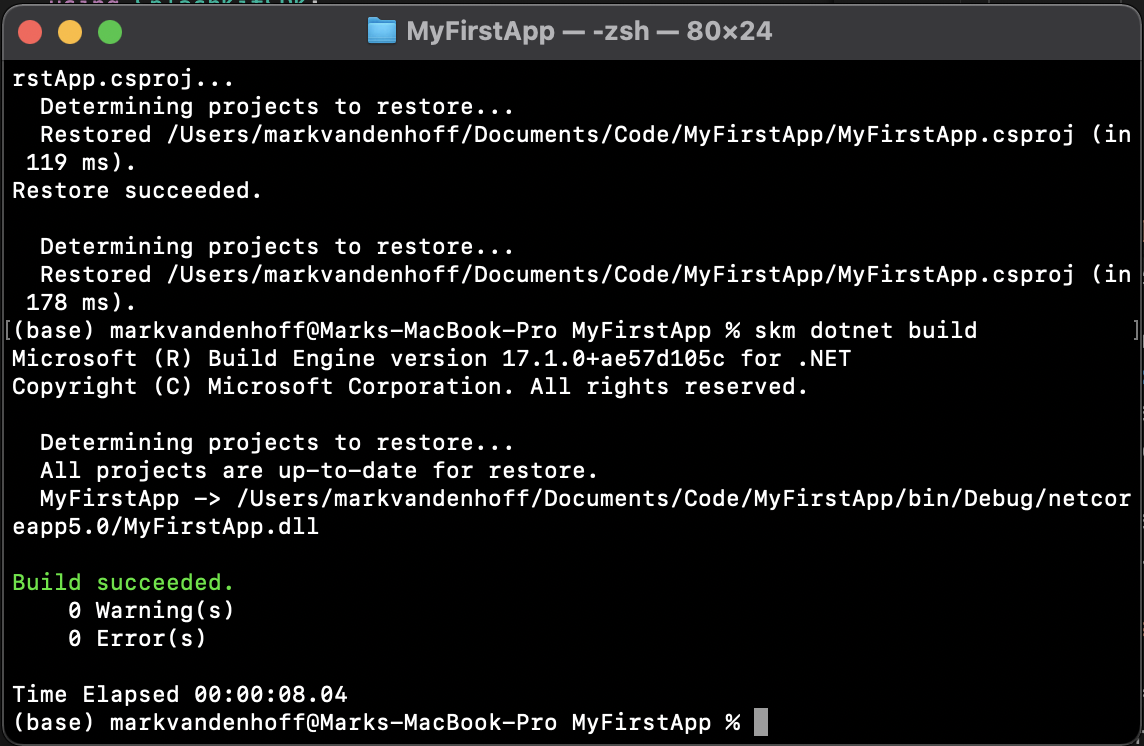 MyFirstApp — -zsh — 80×24
rstApp.csproj...
  Determining projects to restore...
  Restored /Users/markvandenhoff/Documents/Code/MyFirstApp/MyFirstApp.csproj (in
 119 ms).
Restore succeeded.

  Determining projects to restore...
  Restored /Users/markvandenhoff/Documents/Code/MyFirstApp/MyFirstApp.csproj (in
 178 ms).
[(base) markvandenhoff@Marks-MacBook-Pro MyFirstApp % skm dotnet build ]
Microsoft (R) Build Engine version 17.1.0+ae57d105c for .NET
Copyright (C) Microsoft Corporation. All rights reserved.

  Determining projects to restore...
  All projects are up-to-date for restore.
  MyFirstApp -> /Users/markvandenhoff/Documents/Code/MyFirstApp/bin/Debug/netcor
eapp5.0/MyFirstApp.dll

Build succeeded.
    0 Warning(s)
    0 Error(s)

Time Elapsed 00:00:08.04
(base) markvandenhoff@Marks-MacBook-Pro MyFirstApp %